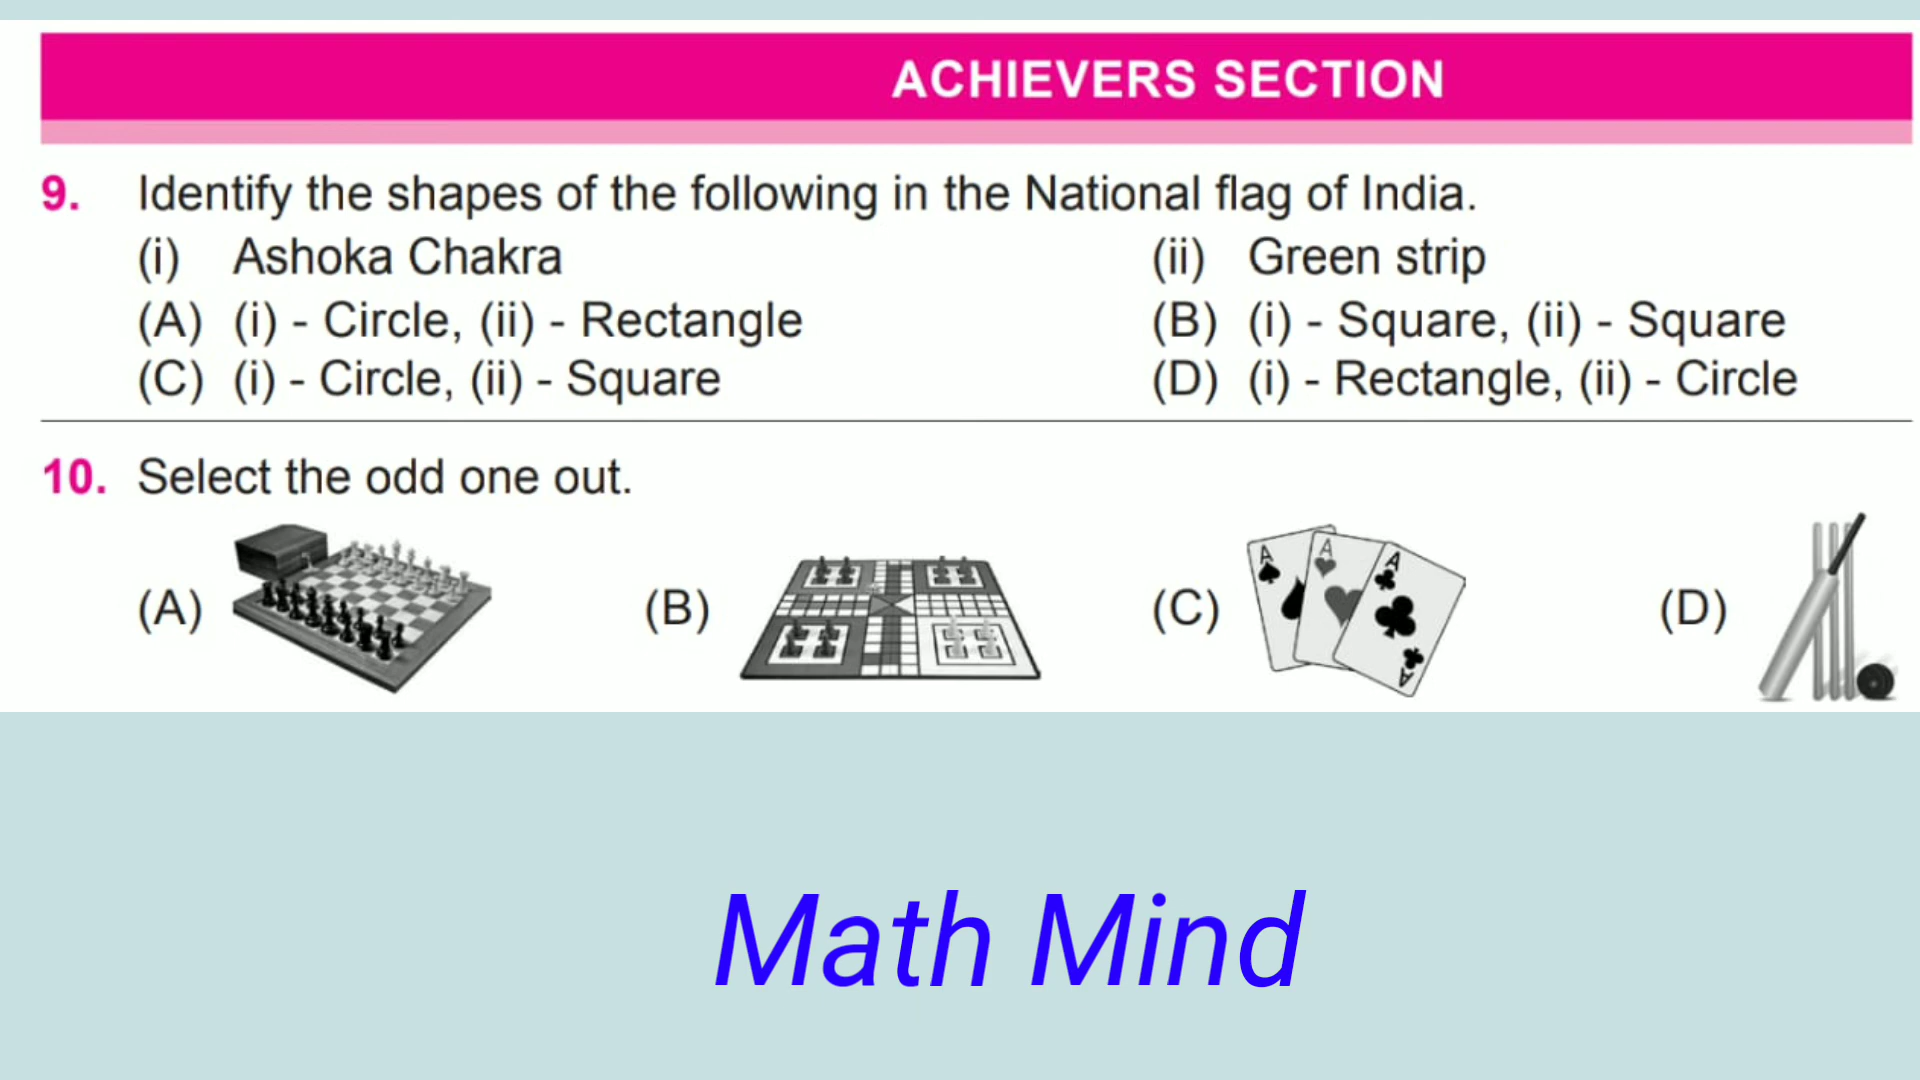 ACHIEVERS SECTION
9. Identify the shapes of the following in the National flag of India.
(i) Ashoka Chakra (ii) Green strip
(A) (i) - Circle, (ii) - Rectangle (B) (i) - Square, (ii) - Square
(C) (i) - Circle, (ii) - Square (D) (i) - Rectangle, (ii) - Circle
10. Select the odd one out.
(A) (B) (C) A A A A (D)
Math Mind